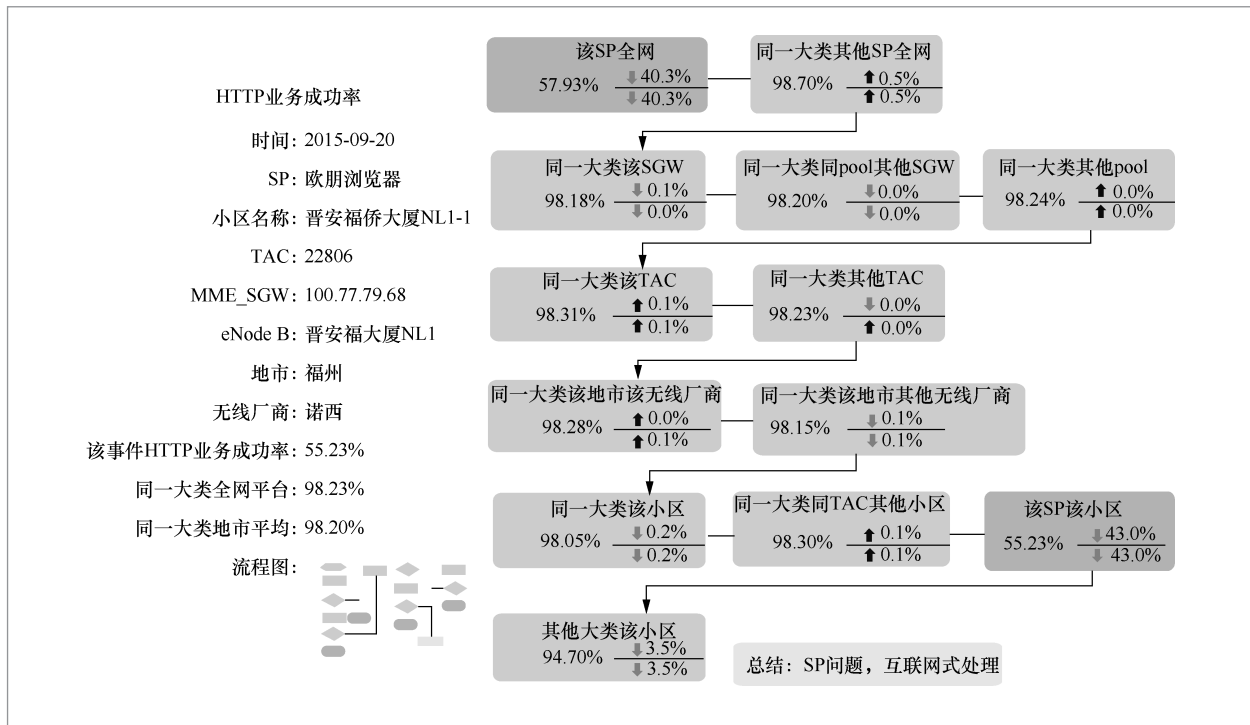 HTTP业务成功率
时间：2015-09-20
SP：欧朋浏览器
小区名称：晋安福侨大厦NL1-1
TAC：22806
MME_SGW：100.77.79.68
eNode B：晋安福大厦NL1
地市：福州
无线厂商：诺西
该事件HTTP业务成功率：55.23%
同一大类全网平台：98.23%
同一大类地市平均：98.20%
流程图：
该SP全网
57.93%
40.3%
40.3%
同一大类其他SP全网
98.70%
0.5%
0.5%
同一大类该SGW
98.18%
0.1%
0.0%
同一大类同pool其他SGW
98.20%
0.0%
0.0%
同一大类其他pool
98.24%
0.0%
0.0%
同一大类该TAC
98.31%
0.1%
0.1%
同一大类其他TAC
98.23%
0.0%
0.0%
同一大类该地市该无线厂商
98.28%
0.0%
0.1%
同一大类该地市其他无线厂商
98.15%
0.1%
0.1%
同一大类该小区
98.05%
0.2%
0.2%
同一大类同TAC其他小区
98.30%
0.1%
0.1%
该SP该小区
55.23%
43.0%
43.0%
其他大类该小区
94.70%
3.5%
3.5%
总结：SP问题，互联网式处理